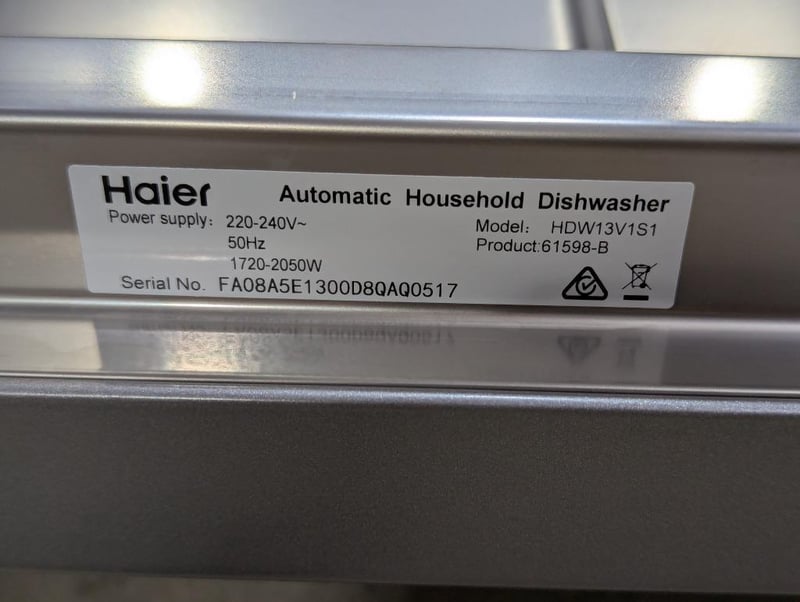 Haier Automatic Household Dishwasher
Power supply: 220-240V~ Model: HDW13V1S1
50Hz Product:61598-B
1720-2050W
Serial No. FA08A5E1300D8QAQ0517